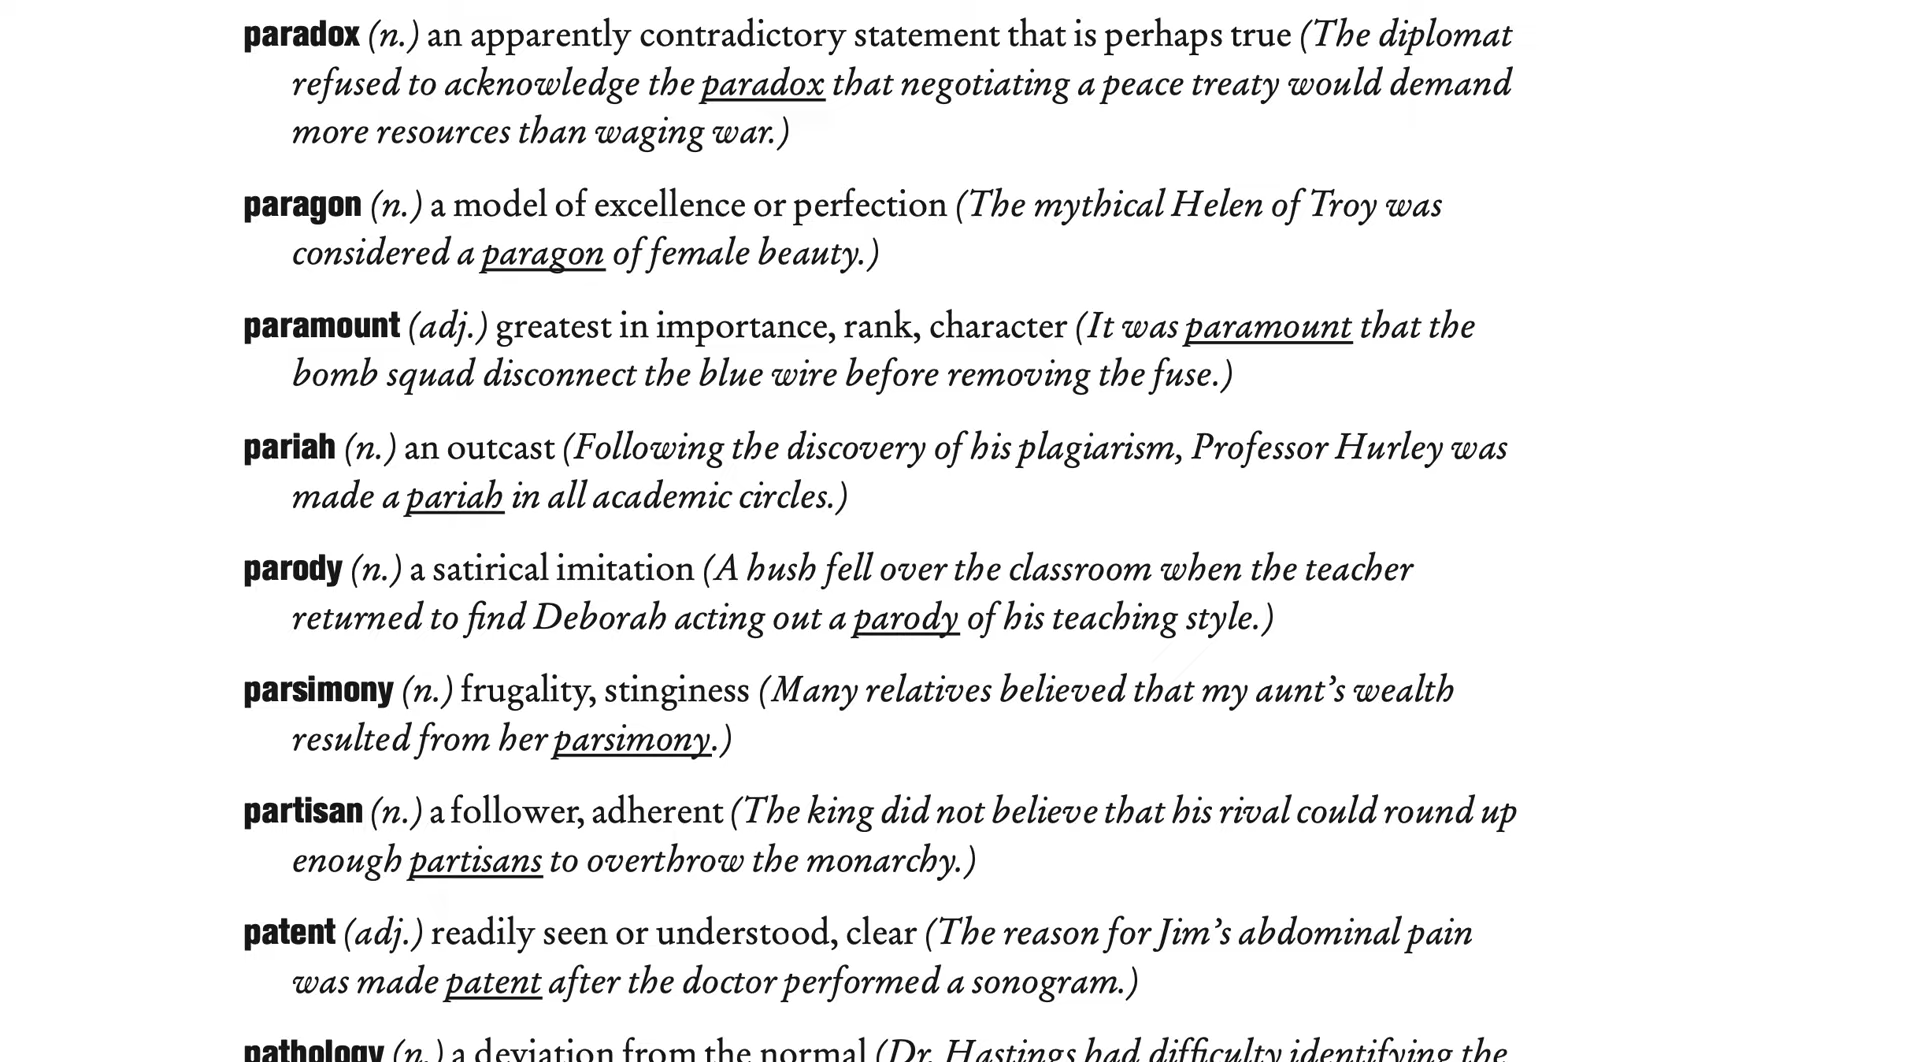 paradox (n.) an apparently contradictory statement that is perhaps true (The diplomat
refused to acknowledge the paradox that negotiating a peace treaty would demand
more resources than waging war.)
paragon (n.) a model of excellence or perfection (The mythical Helen of Troy was
considered a paragon of female beauty.)
paramount (adj.) greatest in importance, rank, character (It was paramount that the
bomb squad disconnect the blue wire before removing the fuse.)
pariah (n.) an outcast (Following the discovery of his plagiarism, Professor Hurley was
made a pariah in all academic circles.)
parody (n.) a satirical imitation (A hush fell over the classroom when the teacher
returned to find Deborah acting out a parody of his teaching style.)
parsimony (n.) frugality, stinginess (Many relatives believed that my aunt’s wealth
resulted from her parsimony.)
partisan (n.) a follower, adherent (The king did not believe that his rival could round up
enough partisans to overthrow the monarchy.)
patent (adj.) readily seen or understood, clear (The reason for Jim’s abdominal pain
was made patent after the doctor performed a sonogram.)
pathology (n.) a deviation from the normal (Dr. Hastings had difficulty identifying the